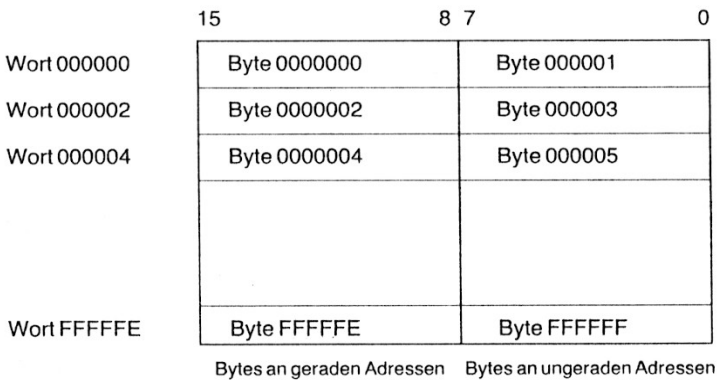 15 8 7 0
Wort 000000 Byte 0000000 Byte 000001
Wort 000002 Byte 0000002 Byte 000003
Wort 000004 Byte 0000004 Byte 000005
Wort FFFFFE Byte FFFFFE Byte FFFFFF
Bytes an geraden Adressen Bytes an ungeraden Adressen